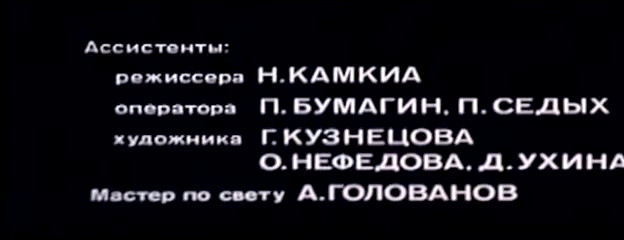 Ассистенты:
режиссера Н.КАМКИА
оператора П.БУМАГИН, П.СЕДЫХ
художника Г.КУЗНЕЦОВА
О.НЕФЕДОВА, Д.УХИНА
Мастер по свету А.ГОЛОВАНОВ